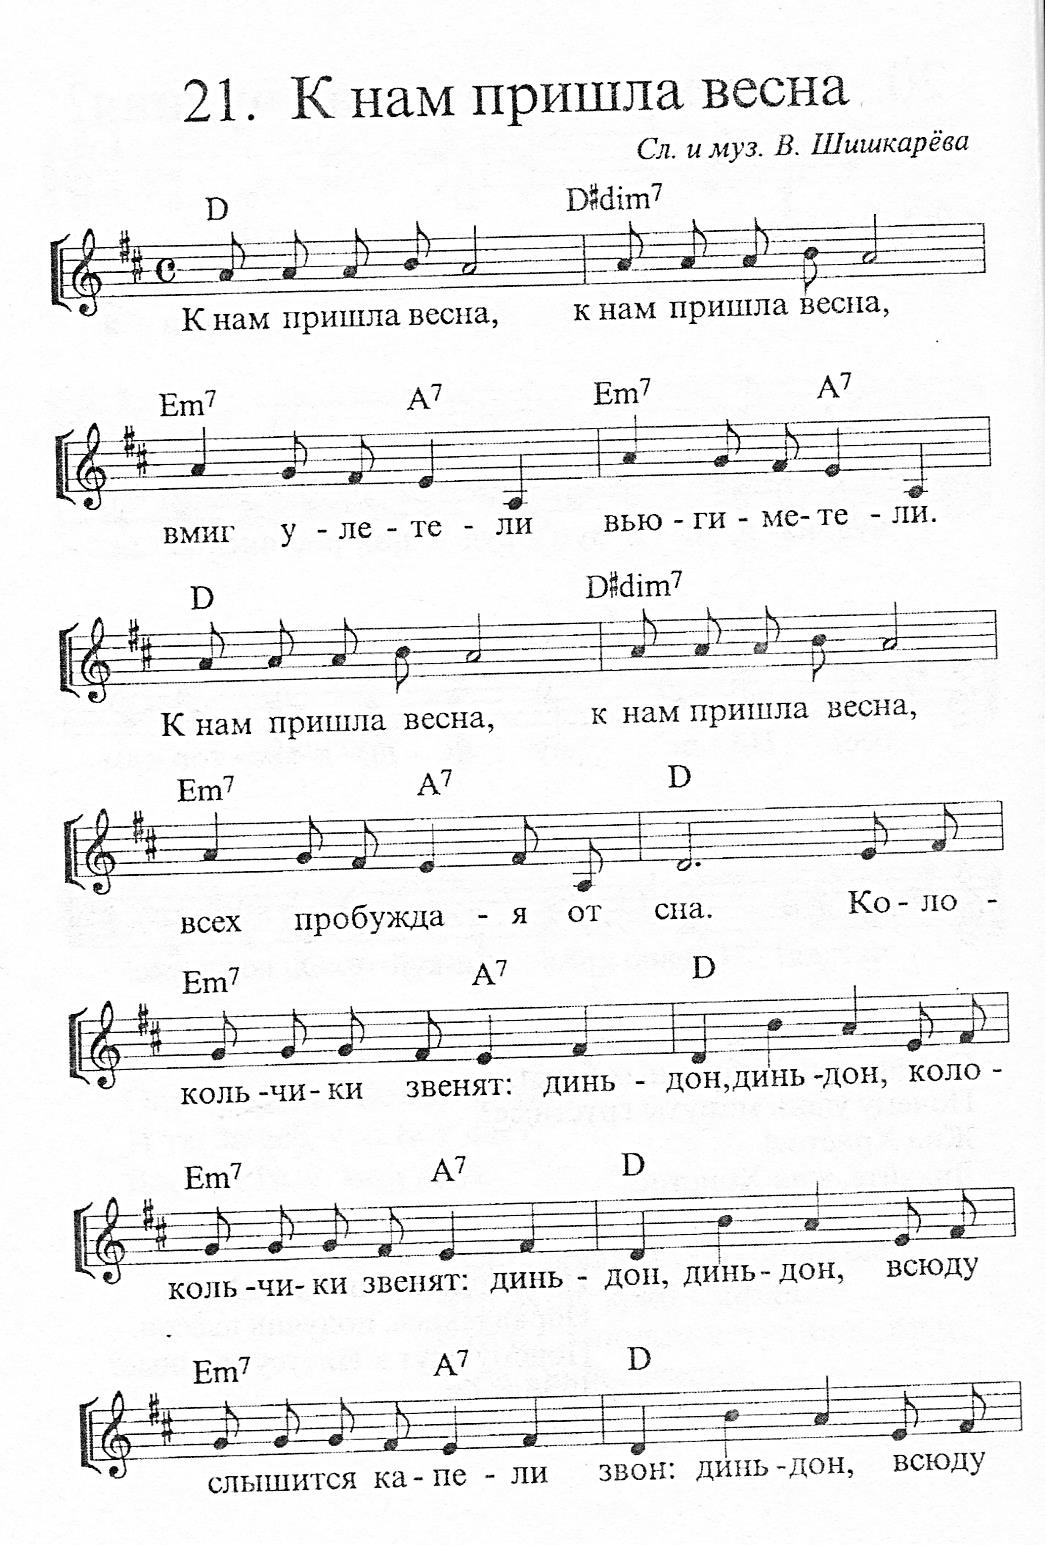 21. К нам пришла весна
Сл. и муз. В. Шишкарёва
D D#dim7
К нам пришла весна, к нам пришла весна,
Em7 A7 Em7 A7
вмиг у - ле - те - ли вью - ги - ме- те - ли.
D D#dim7
К нам пришла весна, к нам пришла весна,
Em7 A7 D
всех пробужда - я от сна. Ко - ло -
Em7 A7 D
коль -чи- ки звенят: динь - дон,динь -дон, коло -
Em7 A7 D
коль -чи- ки звенят: динь - дон, динь- дон, всюду
Em7 A7 D
слышится ка - пе - ли звон: динь -дон, всюду